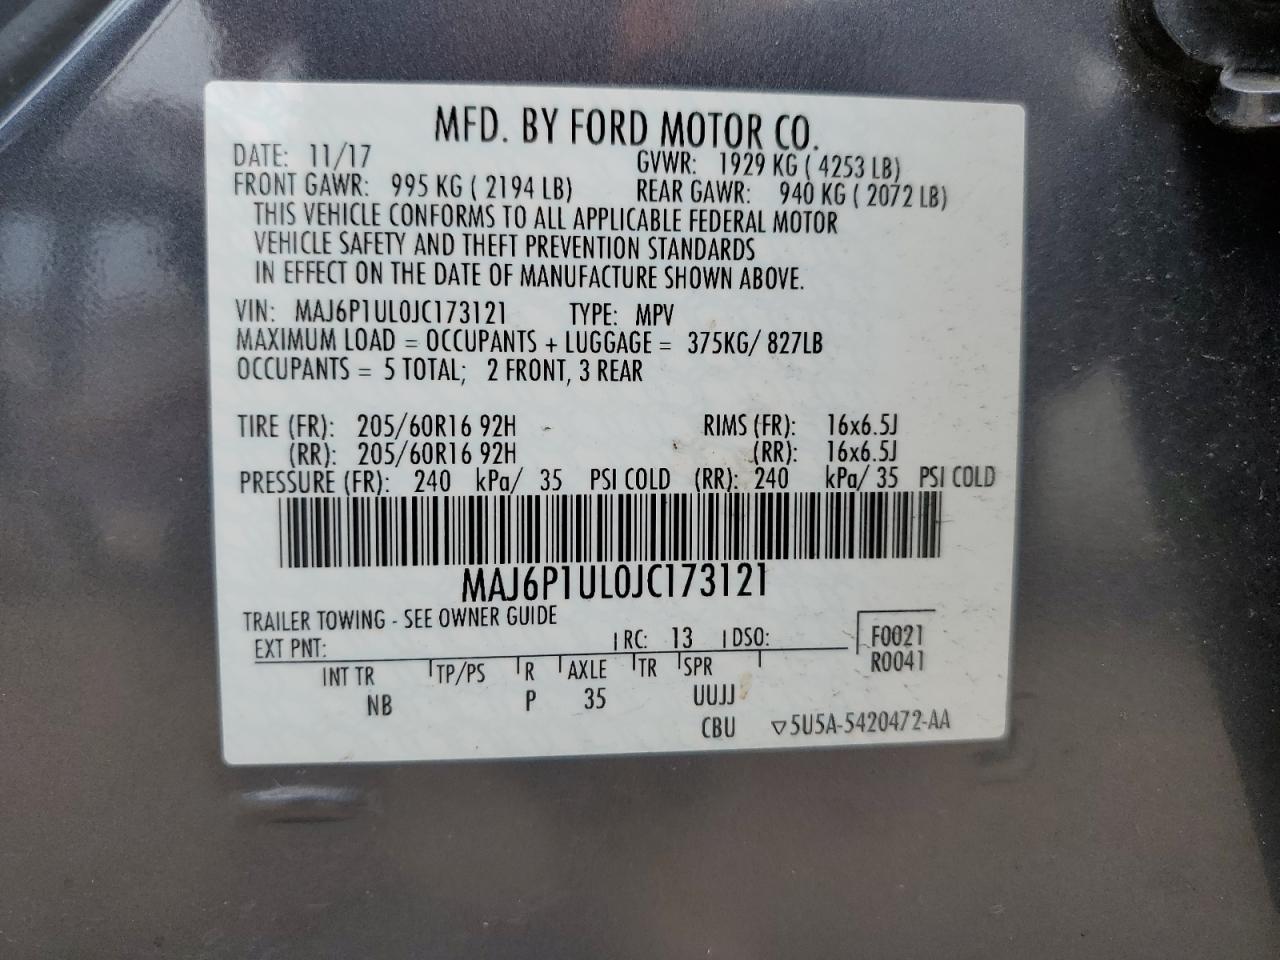 MFD. BY FORD MOTOR CO.
DATE: 11/17 GVWR: 1929 KG ( 4253 LB)
FRONT GAWR: 995 KG ( 2194 LB) REAR GAWR: 940 KG ( 2072 LB)
THIS VEHICLE CONFORMS TO ALL APPLICABLE FEDERAL MOTOR
VEHICLE SAFETY AND THEFT PREVENTION STANDARDS
IN EFFECT ON THE DATE OF MANUFACTURE SHOWN ABOVE.
VIN: MAJ6P1UL0JC173121 TYPE: MPV
MAXIMUM LOAD = OCCUPANTS + LUGGAGE = 375KG/ 827LB
OCCUPANTS = 5 TOTAL; 2 FRONT, 3 REAR
TIRE (FR): 205/60R16 92H RIMS (FR): 16x6.5J
(RR): 205/60R16 92H (RR): 16x6.5J
PRESSURE (FR): 240 kPa/ 35 PSI COLD (RR): 240 kPa/ 35 PSI COLD
MAJ6P1UL0JC173121
TRAILER TOWING - SEE OWNER GUIDE
EXT PNT: RC: 13 DSO: F0021
INT TR TP/PS R AXLE TR SPR R0041
NB P 35 UUJJ
CBU ▽5U5A-5420472-AA